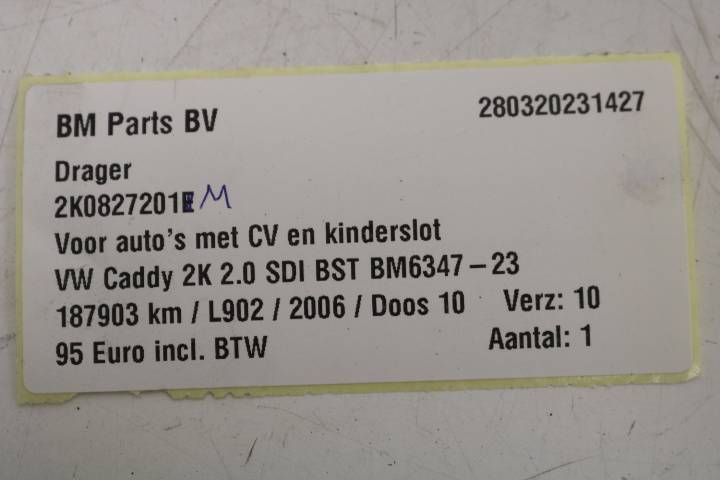 BM Parts BV 280320231427
Drager
2K0827201E M
Voor auto's met CV en kinderslot
VW Caddy 2K 2.0 SDI BST BM6347-23
187903 km / L902 / 2006 / Doos 10 Verz: 10
95 Euro incl. BTW Aantal: 1